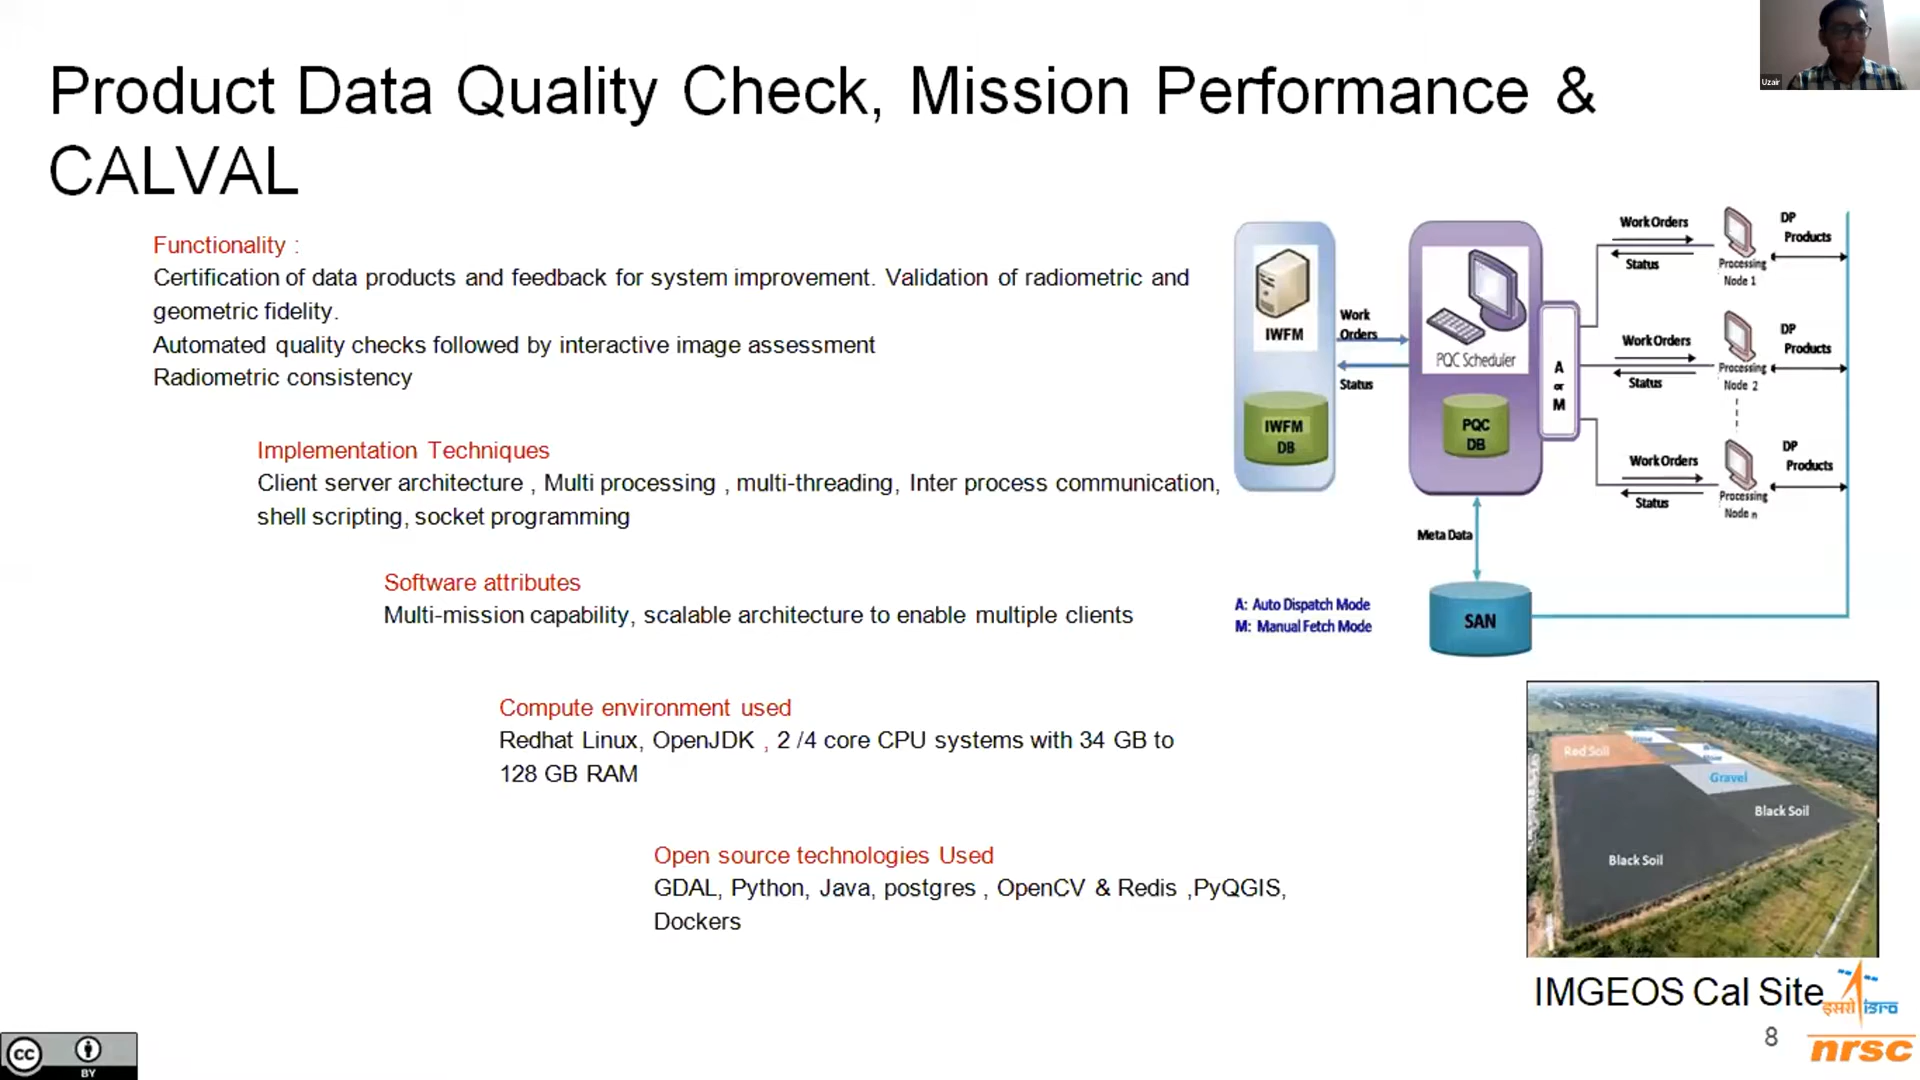 Product Data Quality Check, Mission Performance &
CALVAL
Uzair
Functionality :
Certification of data products and feedback for system improvement. Validation of radiometric and
geometric fidelity.
Automated quality checks followed by interactive image assessment
Radiometric consistency
Implementation Techniques
Client server architecture , Multi processing , multi-threading, Inter process communication,
shell scripting, socket programming
Software attributes
Multi-mission capability, scalable architecture to enable multiple clients
Compute environment used
Redhat Linux, OpenJDK , 2 /4 core CPU systems with 34 GB to
128 GB RAM
Open source technologies Used
GDAL, Python, Java, postgres , OpenCV & Redis ,PyQGIS,
Dockers
IWFM
IWFM
DB
Work
Orders
Status
PQC Scheduler
PQC
DB
A
or
M
Work Orders
Status
Processing
Node 1
DP
Products
Work Orders
Status
Processing
Node 2
DP
Products
Work Orders
Status
Processing
Node n
DP
Products
Meta Data
SAN
A: Auto Dispatch Mode
M: Manual Fetch Mode
Red Soil
Gravel
Black Soil
Black Soil
IMGEOS Cal Site
इसरो isro
nrsc
8
cc
BY